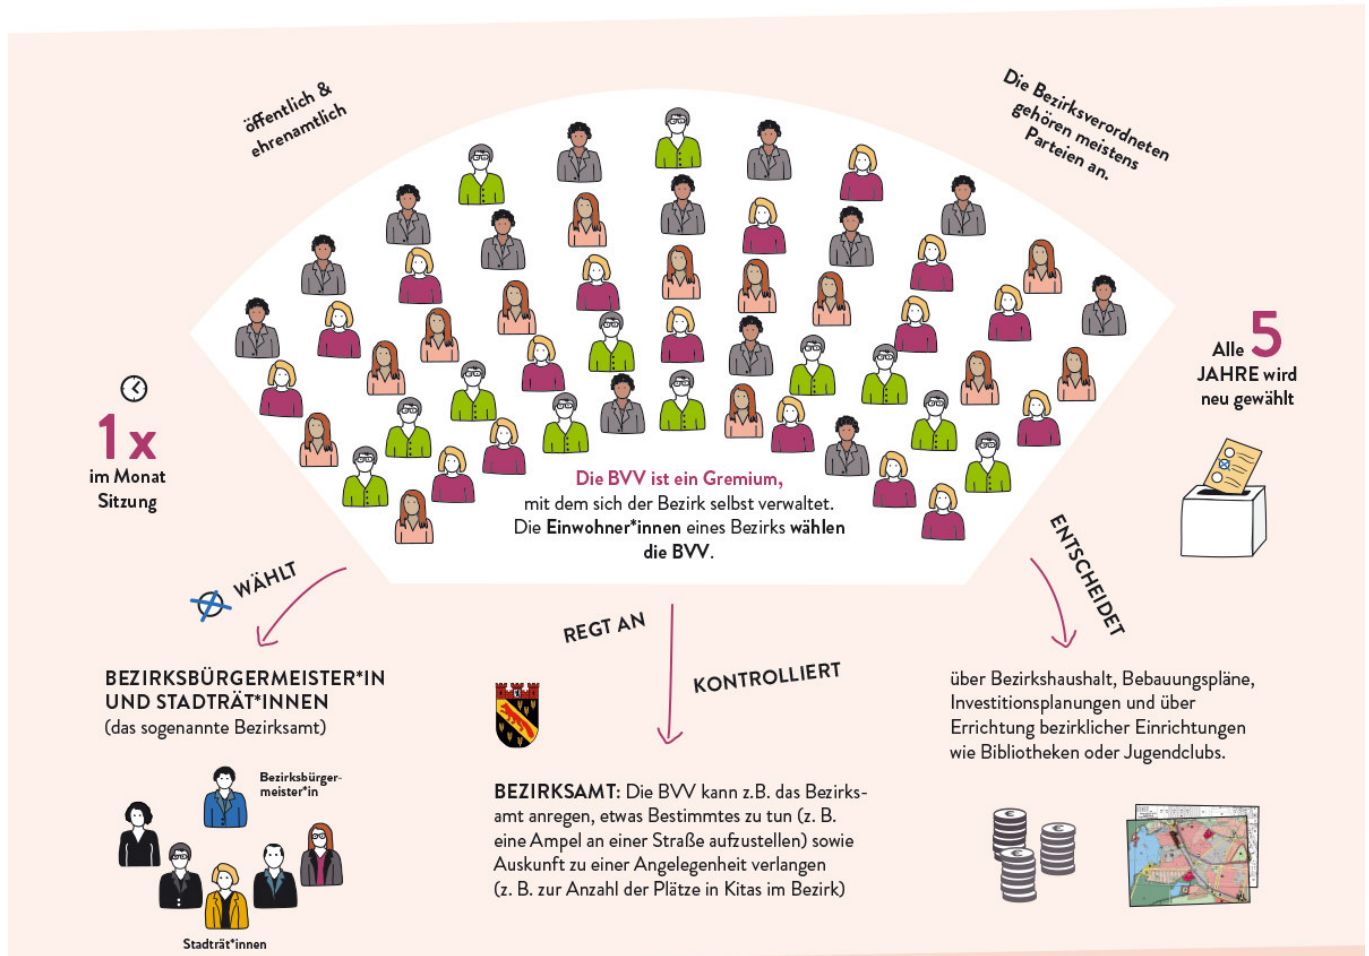 öffentlich &
ehrenamtlich
Die Bezirksverordneten
gehören meistens
Parteien an.
1x
im Monat
Sitzung
Alle 5
JAHRE wird
neu gewählt
Die BVV ist ein Gremium,
mit dem sich der Bezirk selbst verwaltet.
Die Einwohner*innen eines Bezirks wählen
die BVV.
WÄHLT
BEZIRKSBÜRGERMEISTER*IN
UND STADTRÄT*INNEN
(das sogenannte Bezirksamt)
Bezirksbürger-
meister*in
Stadträt*innen
REGT AN
KONTROLLIERT
BEZIRKSAMT: Die BVV kann z.B. das Bezirks-
amt anregen, etwas Bestimmtes zu tun (z. B.
eine Ampel an einer Straße aufzustellen) sowie
Auskunft zu einer Angelegenheit verlangen
(z. B. zur Anzahl der Plätze in Kitas im Bezirk)
ENTSCHEIDET
über Bezirkshaushalt, Bebauungspläne,
Investitionsplanungen und über
Errichtung bezirklicher Einrichtungen
wie Bibliotheken oder Jugendclubs.
€
€
€